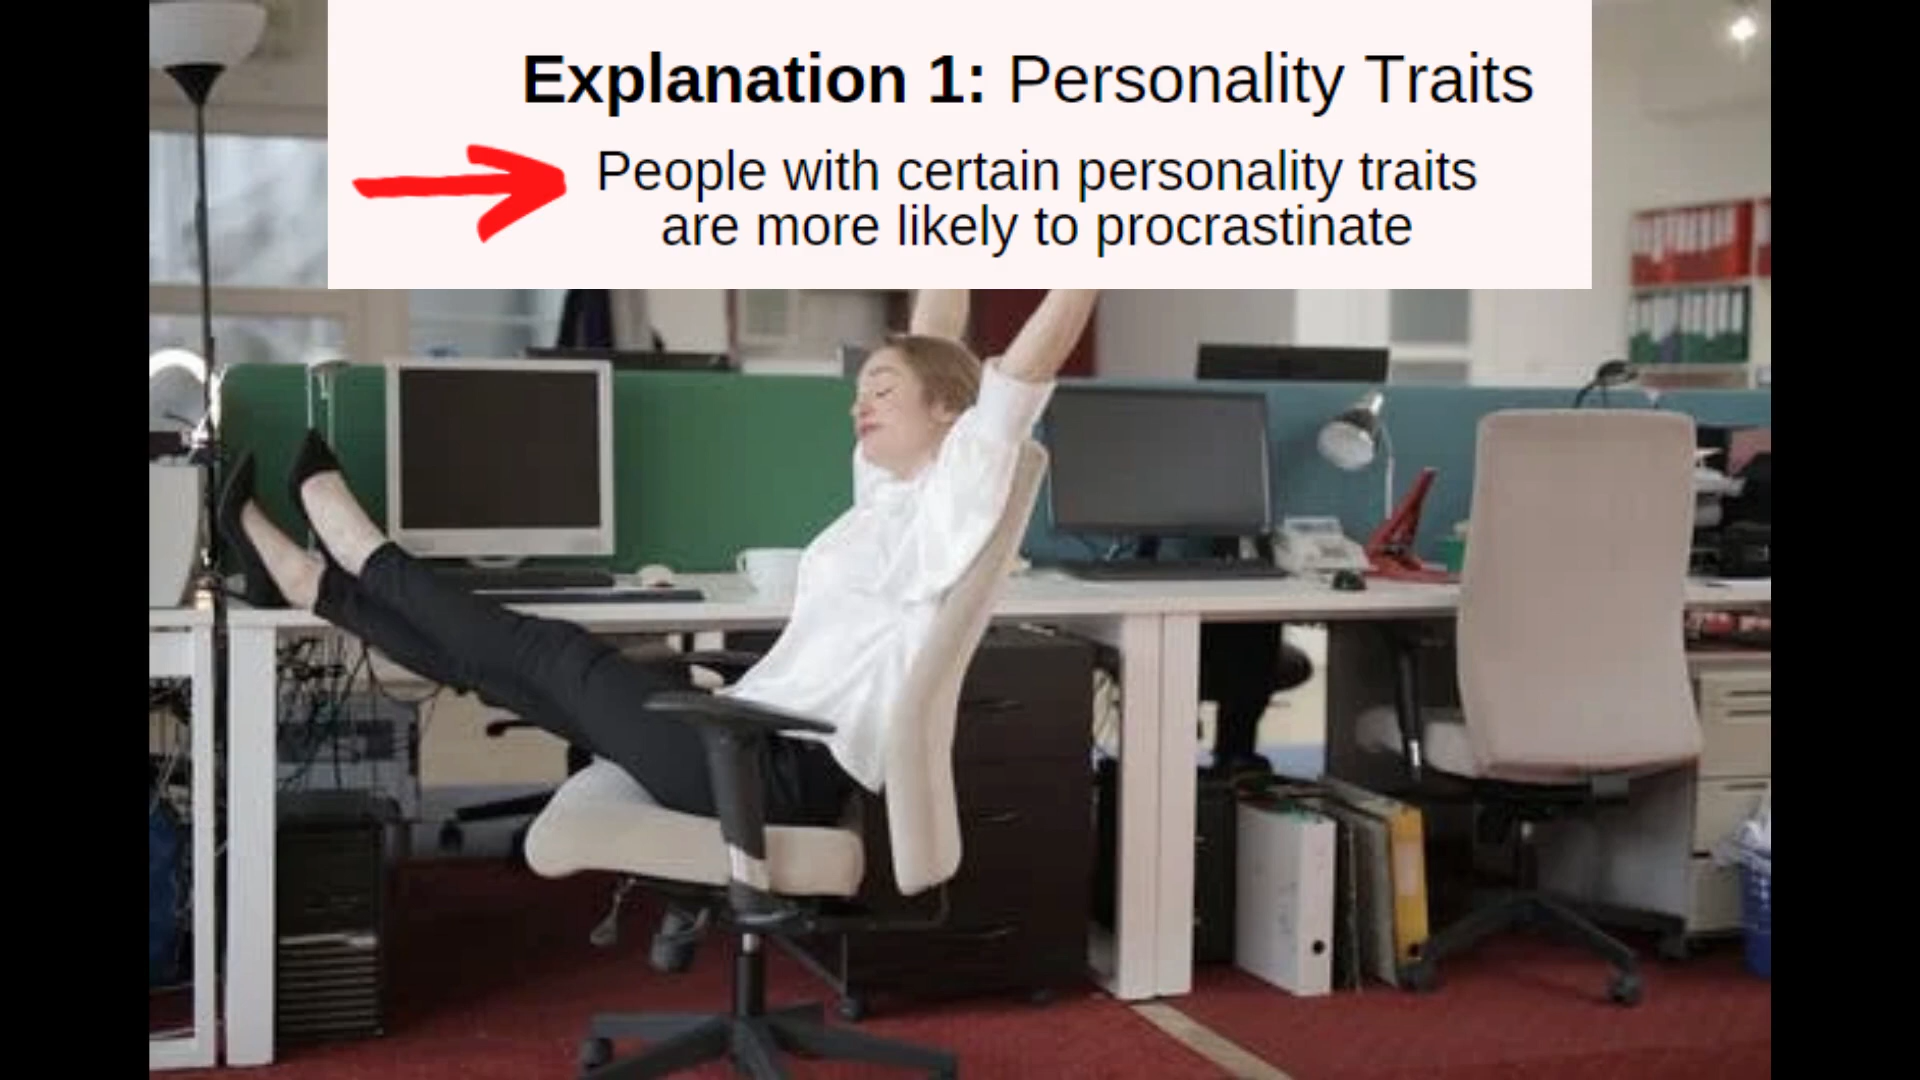 Explanation 1: Personality Traits
People with certain personality traits
are more likely to procrastinate